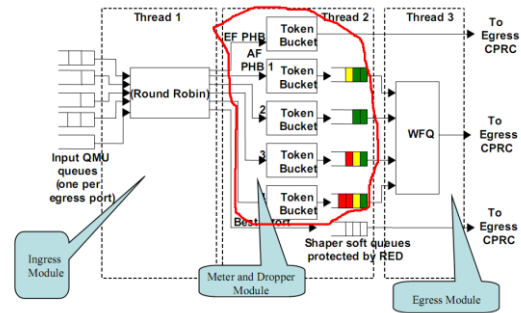 Thread 1
Thread 2
Thread 3
EF PHB
Token
Bucket
To
Egress
CPRC
AF
PHB 1
Token
Bucket
(Round Robin)
2
Token
Bucket
WFQ
To
Egress
CPRC
3
Token
Bucket
Input QMU
queues
(one per
egress port)
Token
Bucket
To
Egress
CPRC
Shaper soft queues
protected by RED
Ingress
Module
Meter and Dropper
Module
Egress Module